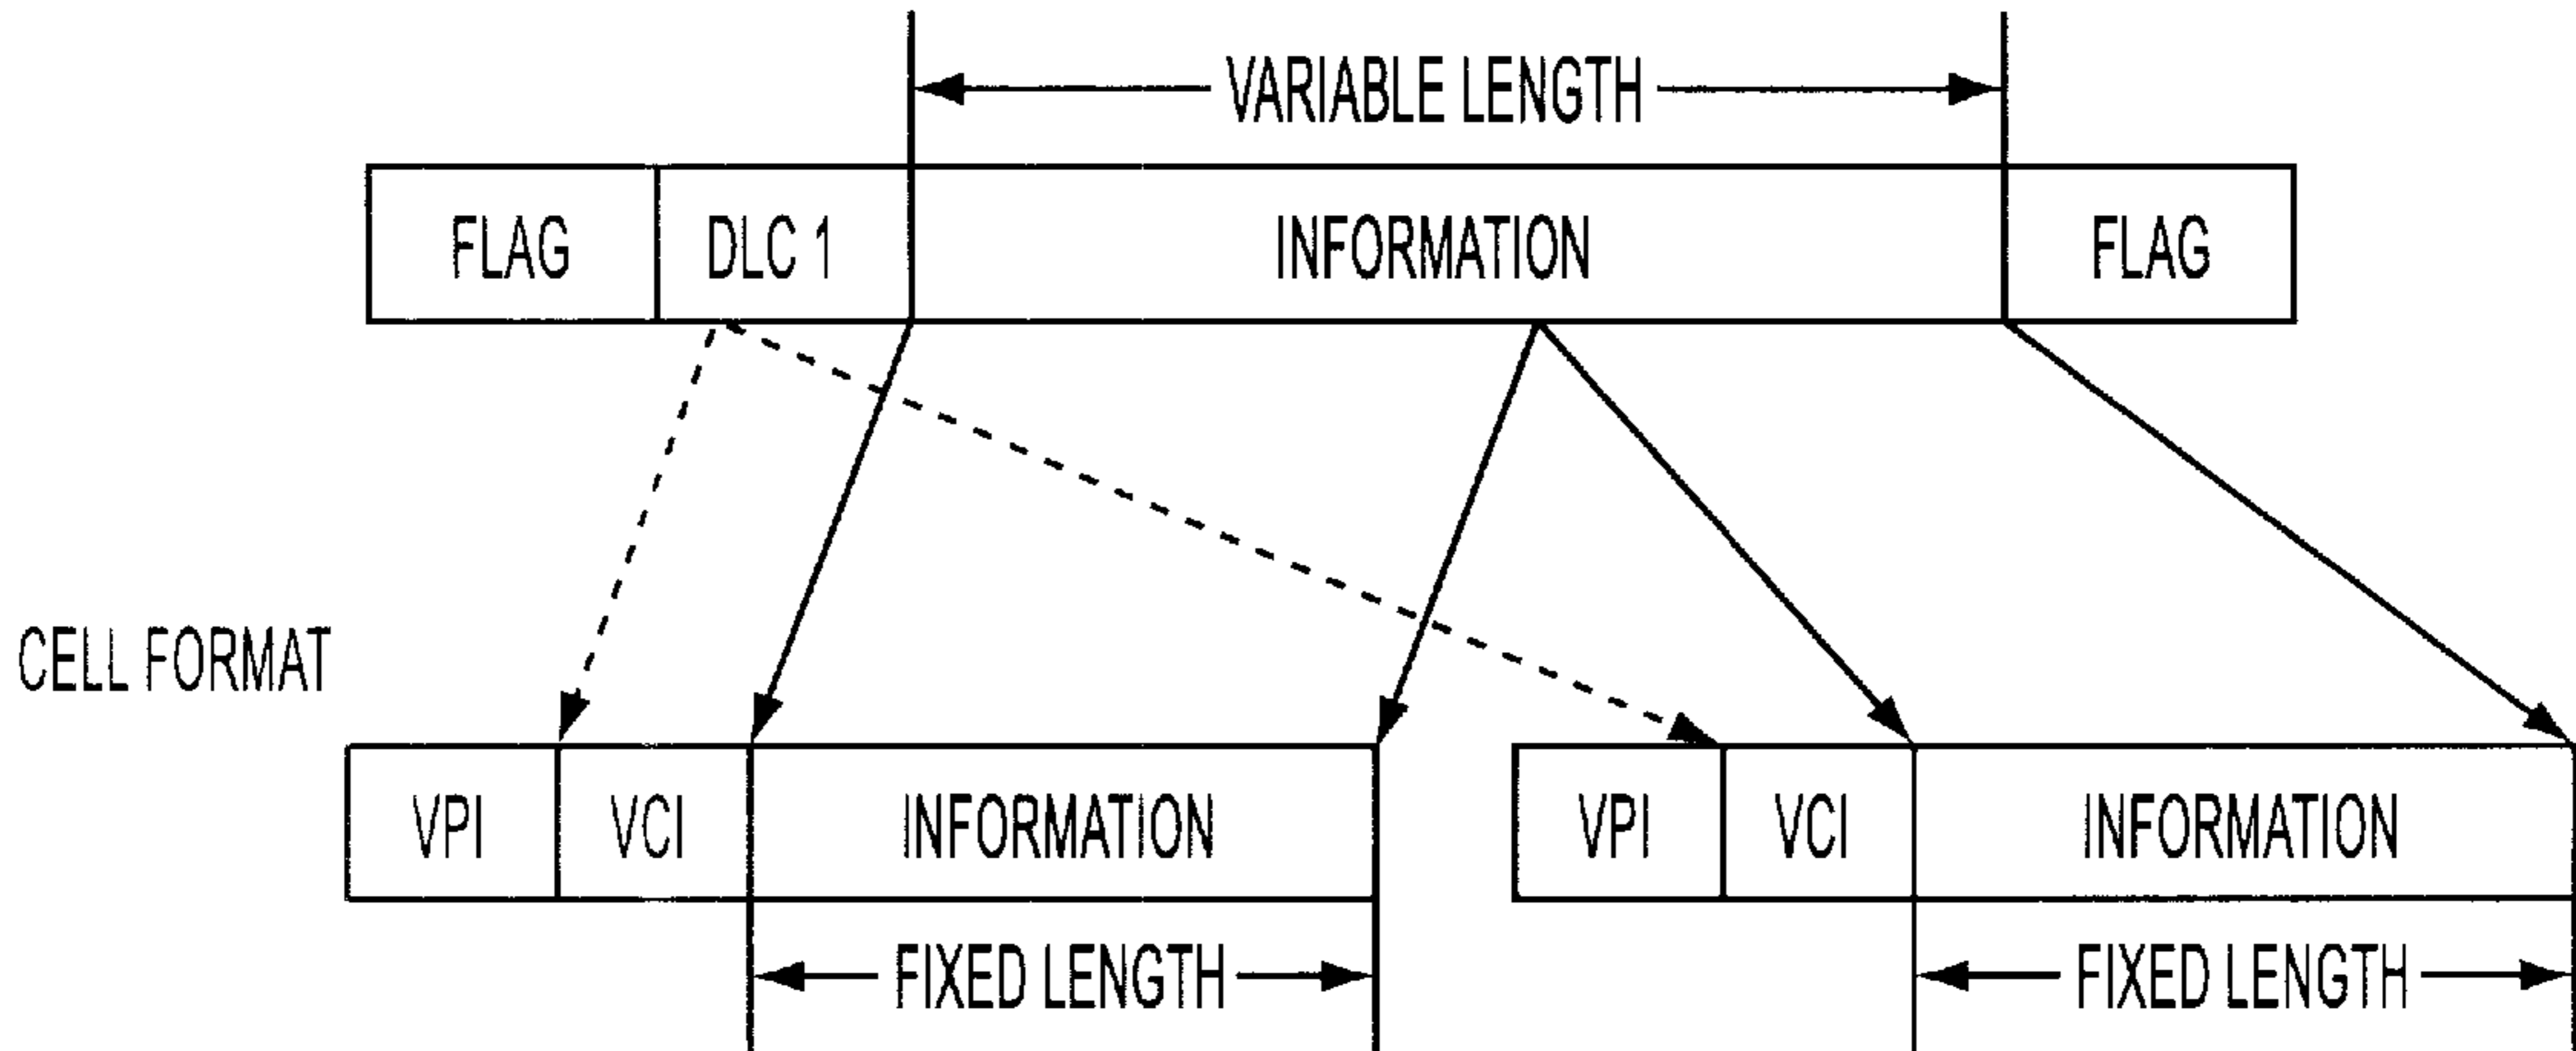 VARIABLE LENGTH
FLAG DLC 1 INFORMATION FLAG
CELL FORMAT
VPI VCI INFORMATION VPI VCI INFORMATION
FIXED LENGTH FIXED LENGTH